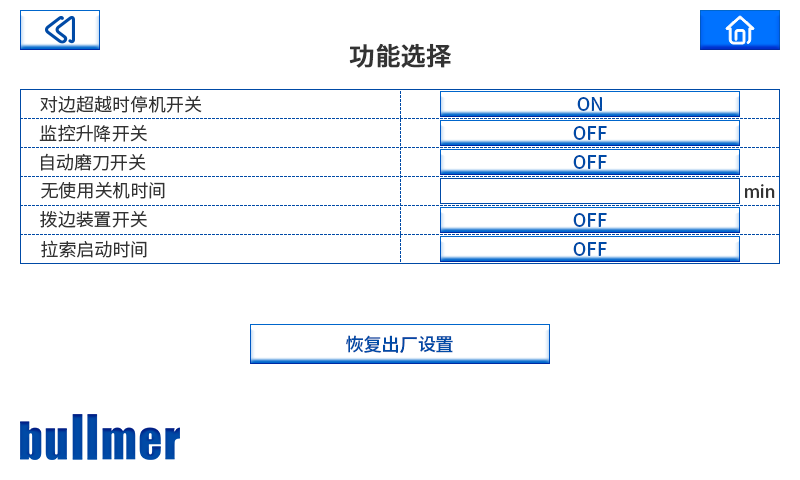 功能选择
对边超越时停机开关 ON
监控升降开关 OFF
自动磨刀开关 OFF
无使用关机时间 min
拨边装置开关 OFF
拉索启动时间 OFF
恢复出厂设置
bullmer